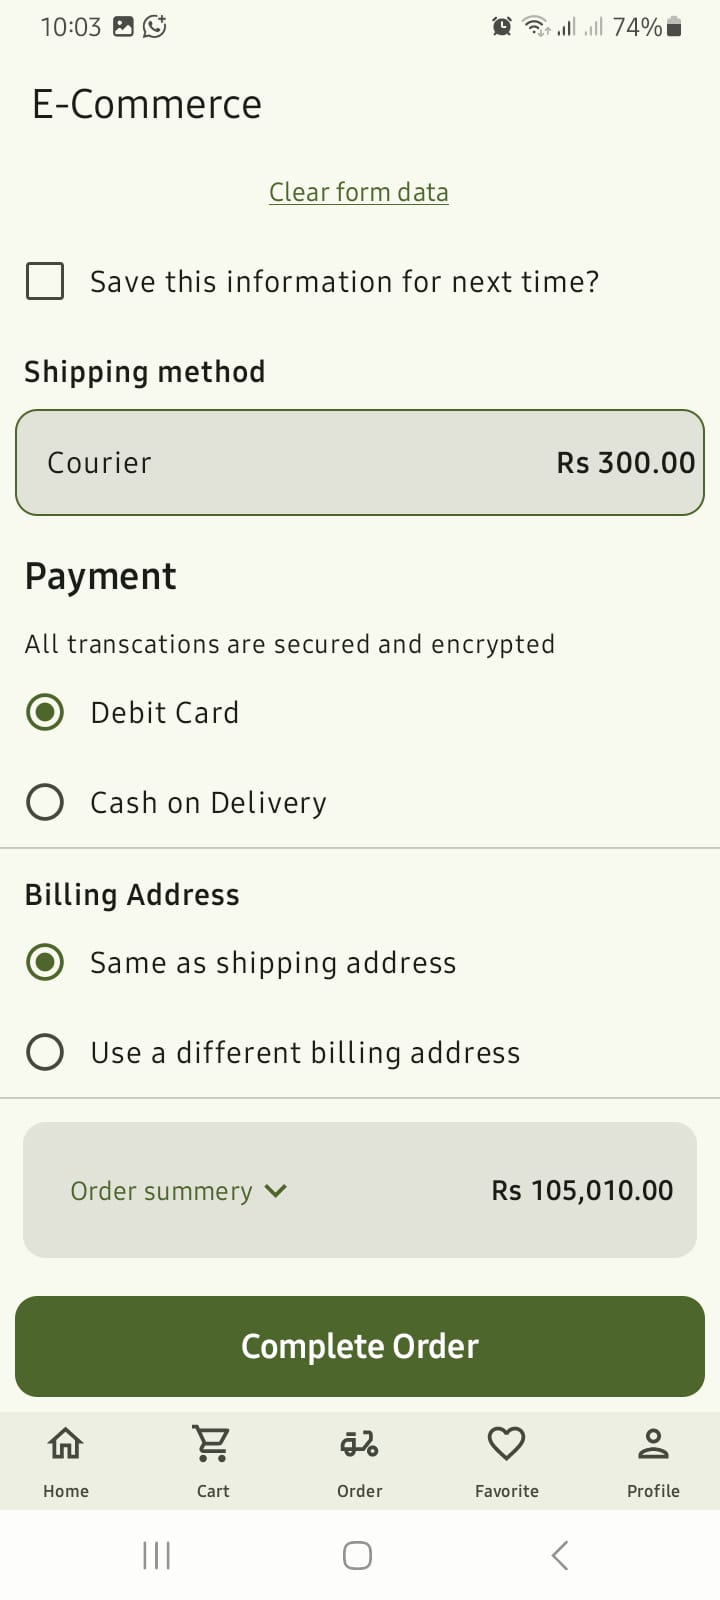 10:03 74%
E-Commerce
Clear form data
Save this information for next time?
Shipping method
Courier Rs 300.00
Payment
All transcations are secured and encrypted
Debit Card
Cash on Delivery
Billing Address
Same as shipping address
Use a different billing address
Order summery Rs 105,010.00
Complete Order
Home Cart Order Favorite Profile